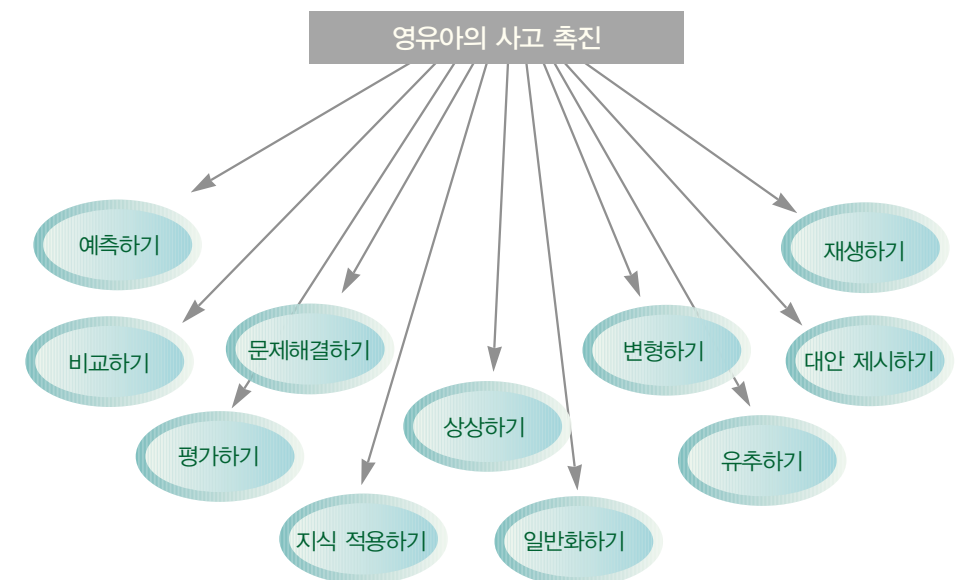 영유아의 사고 촉진
예측하기
재생하기
비교하기
문제해결하기
변형하기
대안 제시하기
평가하기
상상하기
유추하기
지식 적용하기
일반화하기